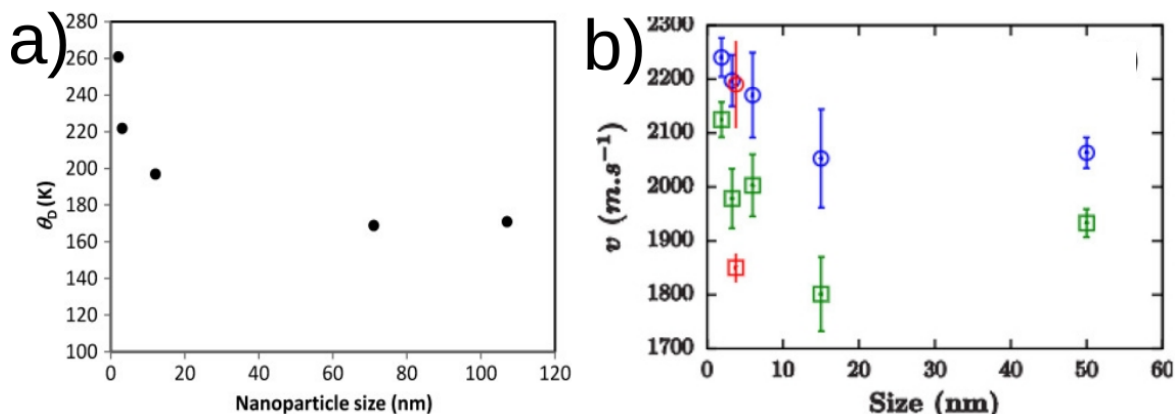 a)
280
260
240
220
200
180
160
140
120
100
θD (K)
0 20 40 60 80 100 120
Nanoparticle size (nm)
b)
2300
2200
2100
2000
1900
1800
1700
v (m.s⁻¹)
0 10 20 30 40 50 60
Size (nm)